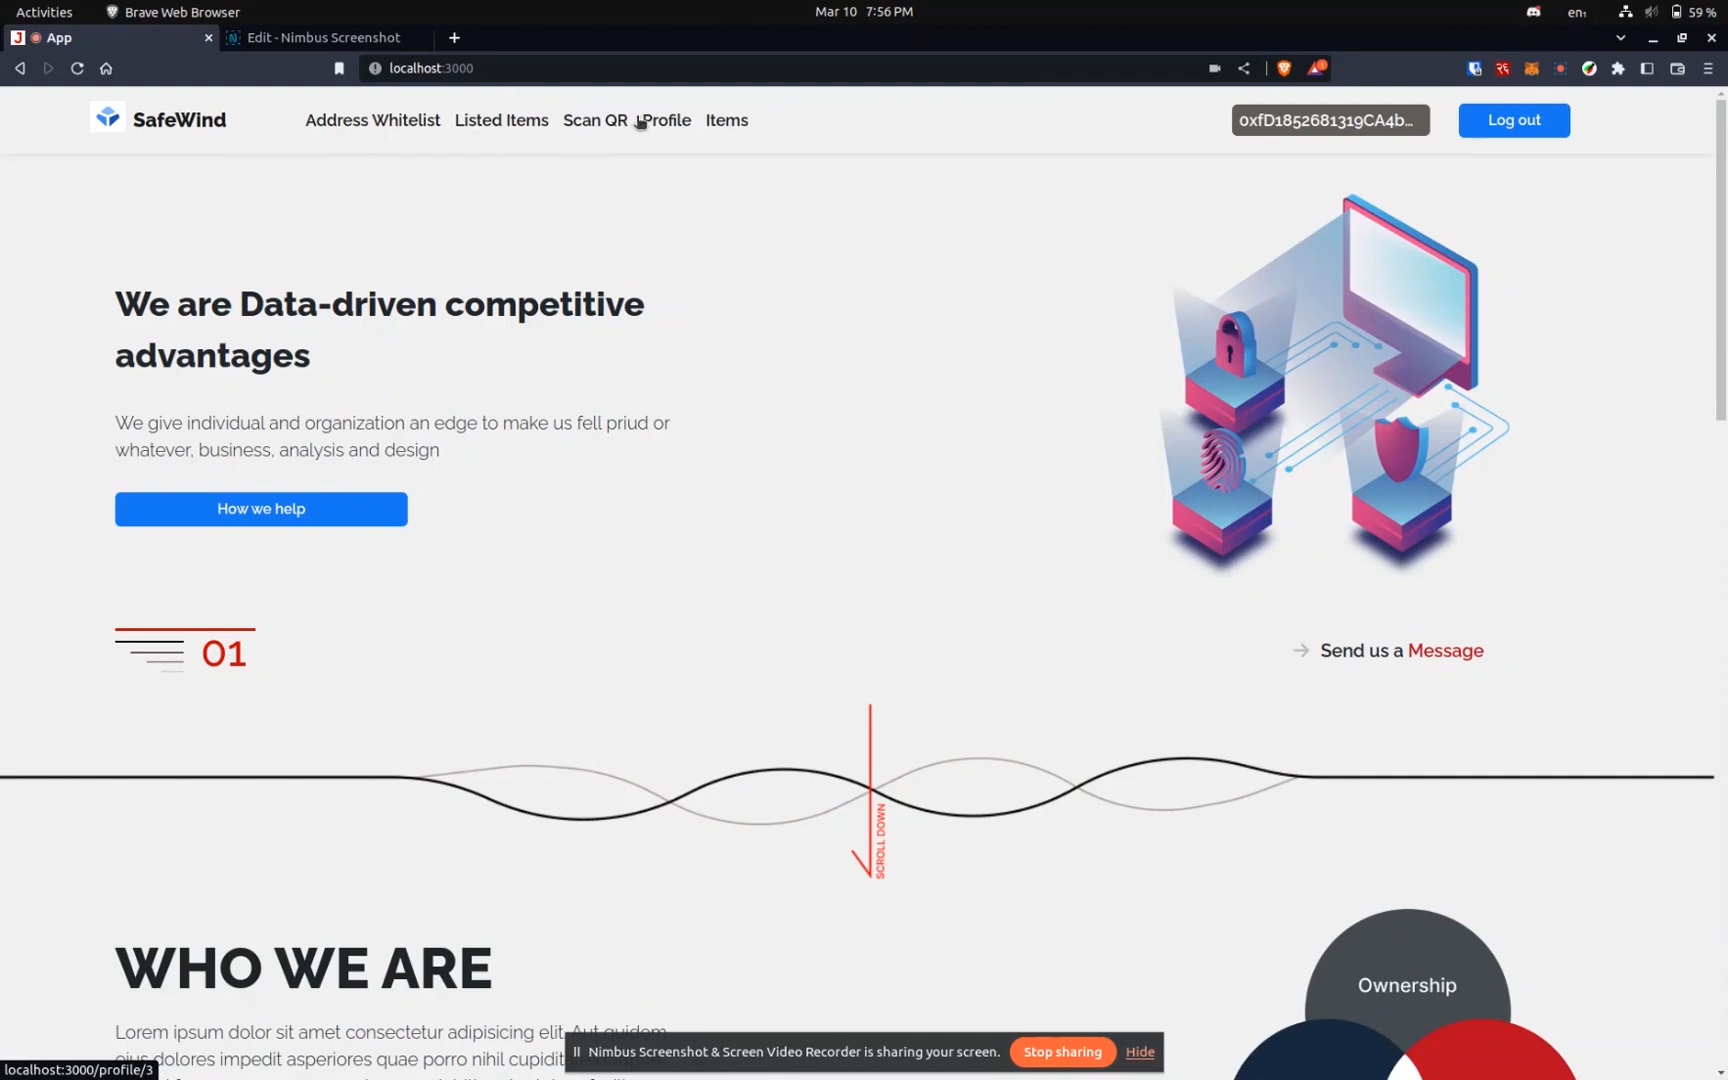 Activities
Brave Web Browser
Mar 10 7:56 PM
en₁
59 %
App
Edit - Nimbus Screenshot
localhost:3000
SafeWind
Address Whitelist
Listed Items
Scan QR
Profile
Items
0xfD1852681319CA4b...
Log out
We are Data-driven competitive
advantages
We give individual and organization an edge to make us fell priud or
whatever, business, analysis and design
How we help
01
Send us a Message
SCROLL DOWN
WHO WE ARE
Ownership
Lorem ipsum dolor sit amet consectetur adipisicing elit. Aut quidem
eius dolores impedit asperiores quae porro nihil
Nimbus Screenshot & Screen Video Recorder is sharing your screen.
Stop sharing
Hide
localhost:3000/profile/3